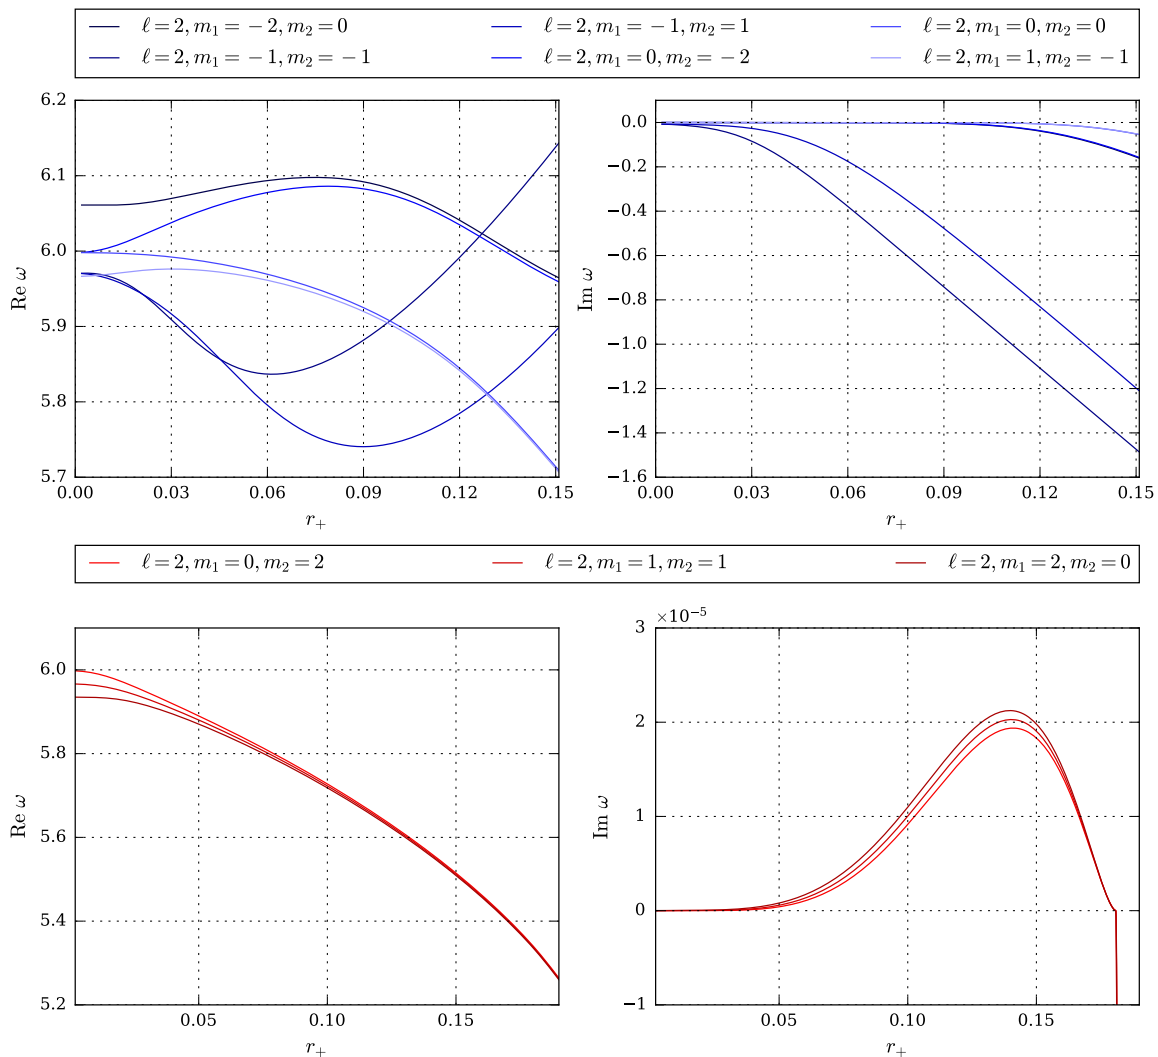 ℓ=2, m₁=−2, m₂=0 ℓ=2, m₁=−1, m₂=1 ℓ=2, m₁=0, m₂=0
ℓ=2, m₁=−1, m₂=−1 ℓ=2, m₁=0, m₂=−2 ℓ=2, m₁=1, m₂=−1
6.2
6.1
6.0
5.9
5.8
5.7
Re ω
0.00 0.03 0.06 0.09 0.12 0.15
r₊
0.0
−0.2
−0.4
−0.6
−0.8
−1.0
−1.2
−1.4
−1.6
Im ω
0.00 0.03 0.06 0.09 0.12 0.15
r₊
ℓ=2, m₁=0, m₂=2 ℓ=2, m₁=1, m₂=1 ℓ=2, m₁=2, m₂=0
6.0
5.8
5.6
5.4
5.2
Re ω
0.05 0.10 0.15
r₊
×10⁻⁵
3
2
1
0
−1
Im ω
0.05 0.10 0.15
r₊